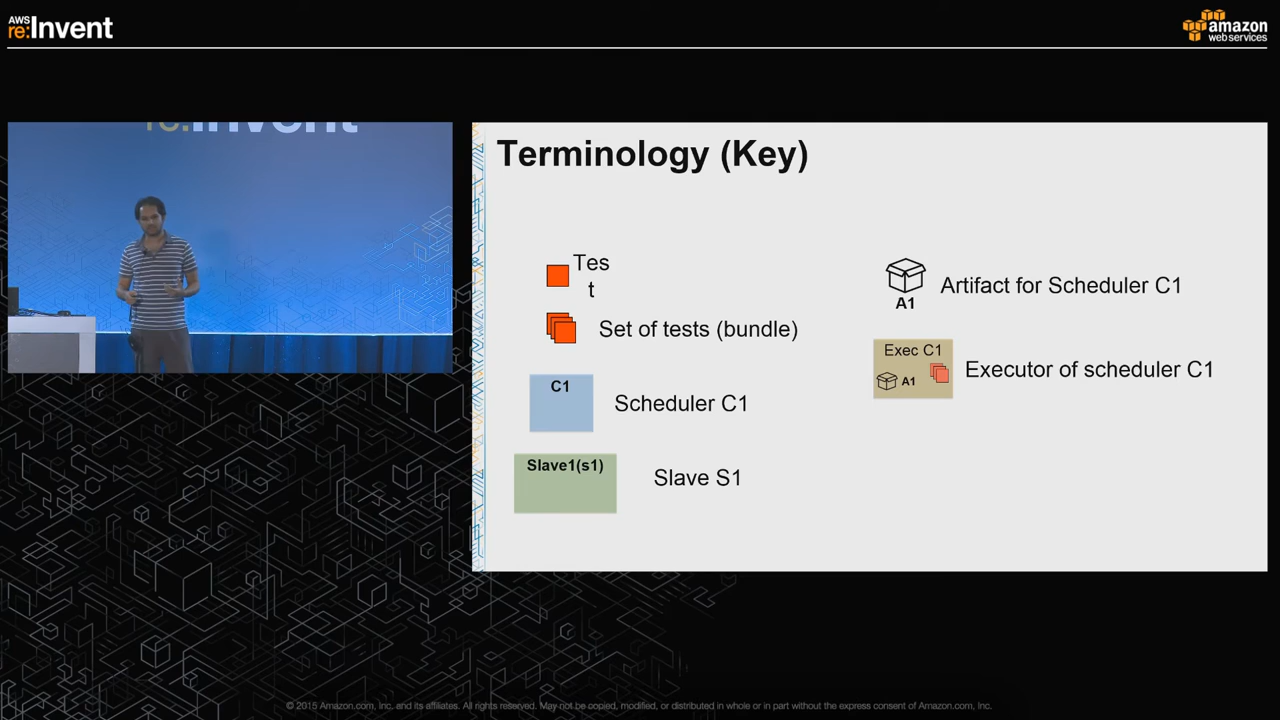 AWS
re:Invent
amazon
web services
re:Invent
Terminology (Key)
Tes
t
Set of tests (bundle)
C1
Scheduler C1
Slave1(s1)
Slave S1
A1
Artifact for Scheduler C1
Exec C1
A1
Executor of scheduler C1
© 2015 Amazon.com, Inc. and its affiliates. All rights reserved. May not be copied, modified, or distributed in whole or in part without the express consent of Amazon.com, Inc.